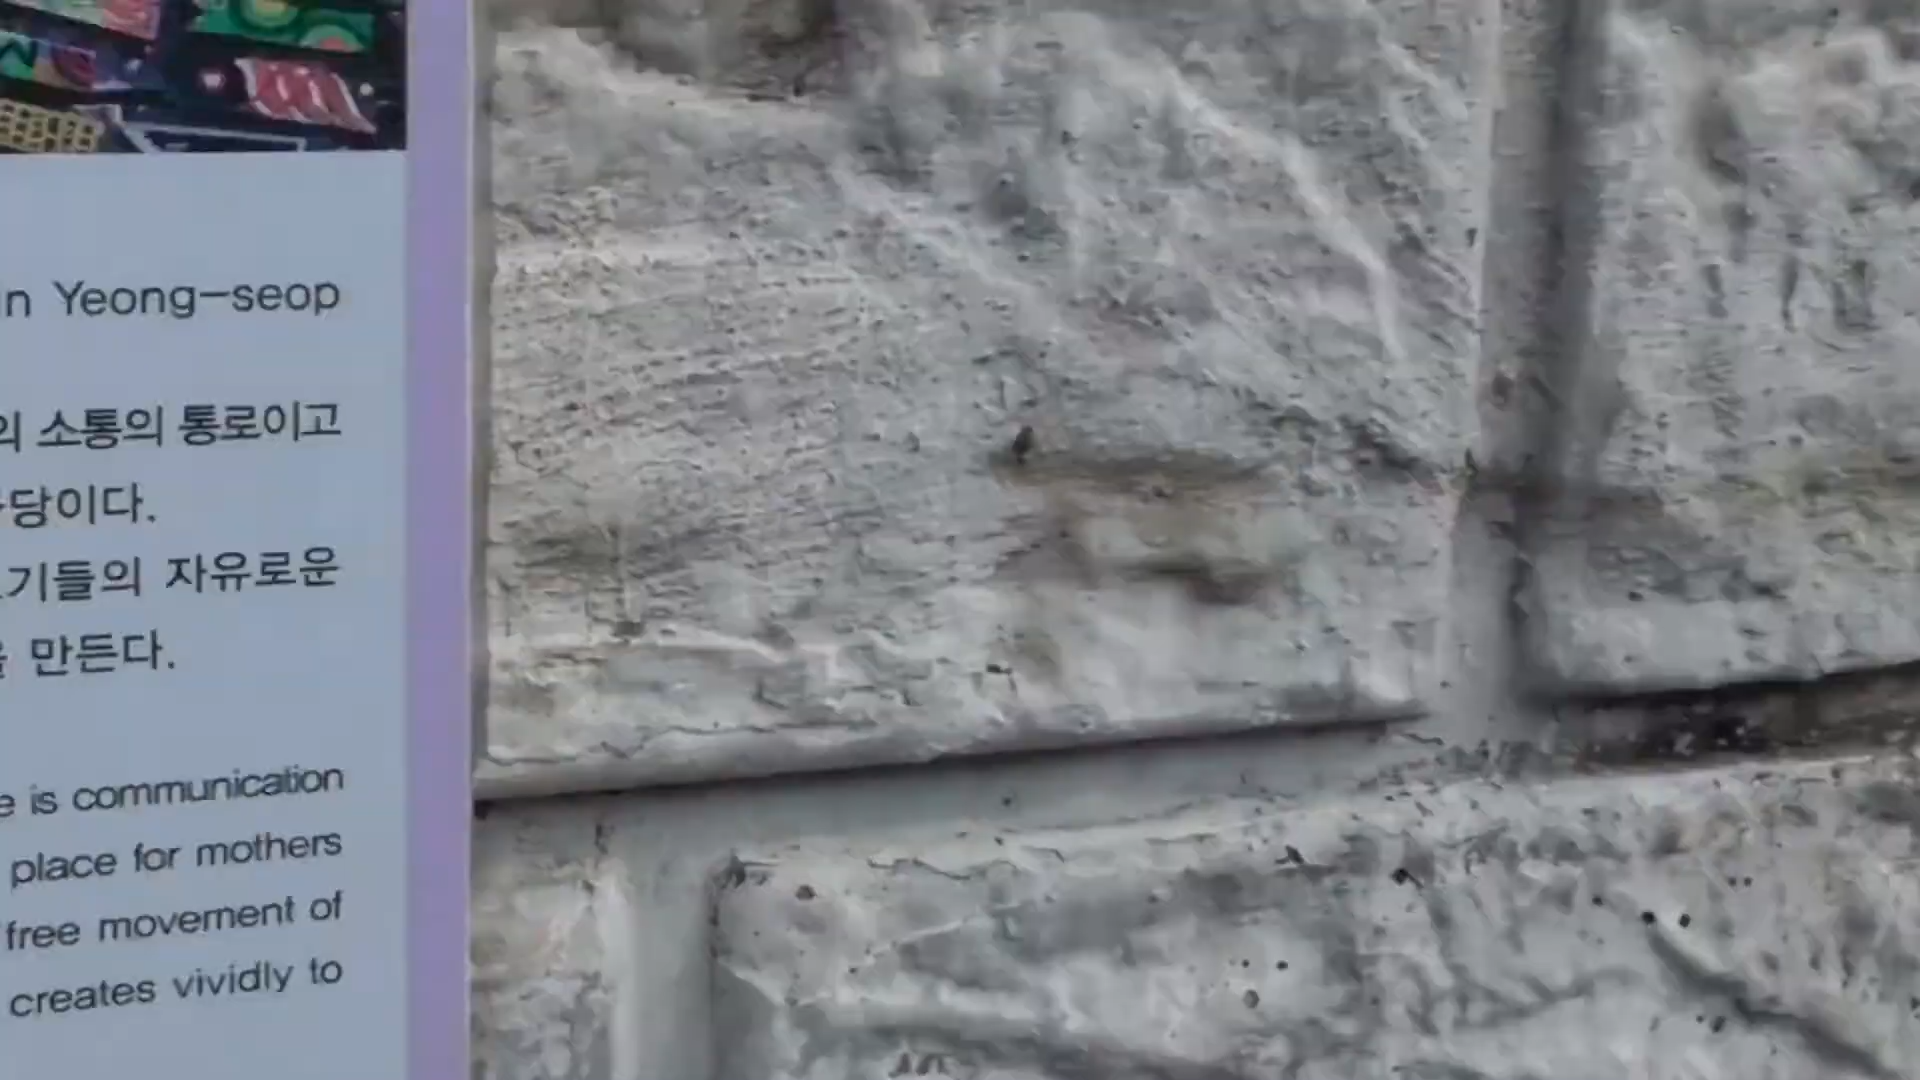 in Yeong-seop
의 소통의 통로이고
당이다.
기들의 자유로운
만든다.
is communication
place for mothers
free movement of
creates vividly to